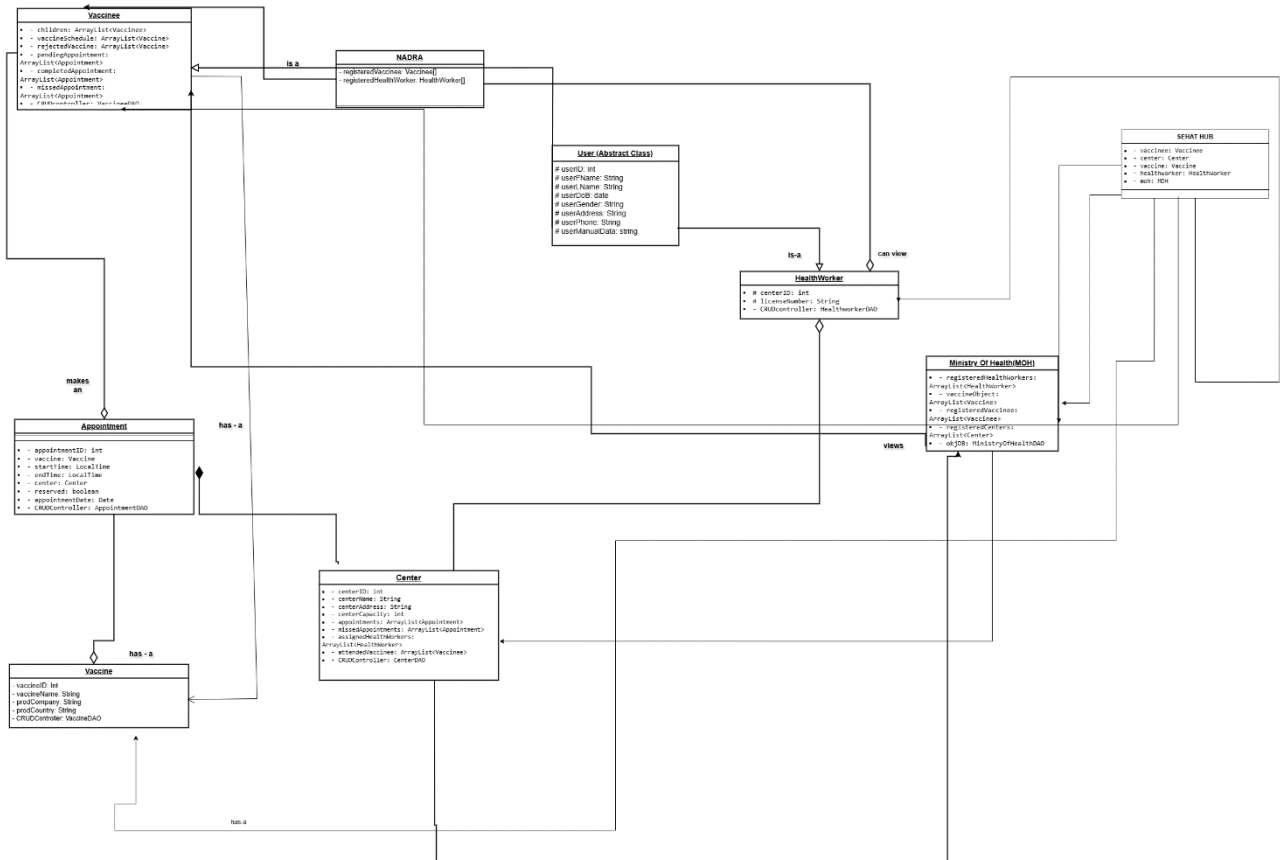 Vaccinee
- children: ArrayList<Vaccinee>
- vaccineSchedule: ArrayList<Vaccine>
- rejectedVaccine: ArrayList<Vaccine>
- pendingAppointment:
ArrayList<Appointment>
- completedAppointment:
ArrayList<Appointment>
- missedAppointment:
ArrayList<Appointment>
- CRUDcontroller: VaccineeDAO
is a
NADRA
- registeredVaccinee: Vaccinee[]
- registeredHealthWorker: HealthWorker[]
User (Abstract Class)
# userID: Int
# userFName: String
# userLName: String
# userDoB: date
# userGender: String
# userAddress: String
# userPhone: String
# userManualData: string
SEHAT HUB
- vaccinee: Vaccinee
- center: Center
- vaccine: Vaccine
- healthworker: HealthWorker
- moh: MOH
is-a
can view
HealthWorker
# centerID: int
# licenseNumber: String
- CRUDcontroller: HealthworkerDAO
Ministry Of Health(MOH)
- registeredHealthWorkers:
ArrayList<HealthWorker>
- vaccineObject:
ArrayList<Vaccine>
- registeredVaccinee:
ArrayList<Vaccinee>
- registeredCenters:
ArrayList<Center>
- objDB: MinistryOfHealthDAO
views
makes
an
has - a
Appointment
- appointmentID: int
- vaccine: Vaccine
- startTime: LocalTime
- endTime: LocalTime
- center: Center
- reserved: boolean
- appointmentDate: Date
- CRUDController: AppointmentDAO
Center
- centerID: int
- centerName: String
- centerAddress: String
- centerCapacity: int
- appointments: ArrayList<Appointment>
- missedAppointments: ArrayList<Appointment>
- assignedHealthWorkers:
ArrayList<HealthWorker>
- attendedVaccinee: ArrayList<Vaccinee>
- CRUDController: CenterDAO
has - a
Vaccine
- vaccineID: Int
- vaccineName: String
- prodCompany: String
- prodCountry: String
- CRUDController: VaccineDAO
has-a